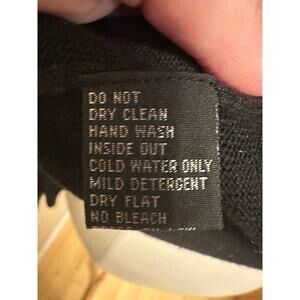 DO NOT
DRY CLEAN
HAND WASH
INSIDE OUT
COLD WATER ONLY
MILD DETERGENT
DRY FLAT
NO BLEACH